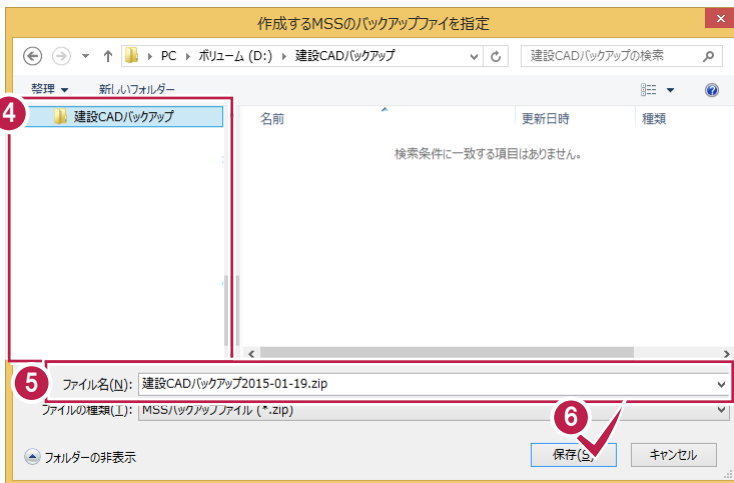 作成するMSSのバックアップファイを指定
PC ボリューム (D:) 建設CADバックアップ 建設CADバックアップの検索
整理 新しいフォルダー
4 建設CADバックアップ 名前 更新日時 種類
検索条件に一致する項目はありません。
5 ファイル名(N): 建設CADバックアップ2015-01-19.zip
ファイルの種類(T): MSSバックアップファイル (*.zip)
6
フォルダーの非表示 保存(S) キャンセル